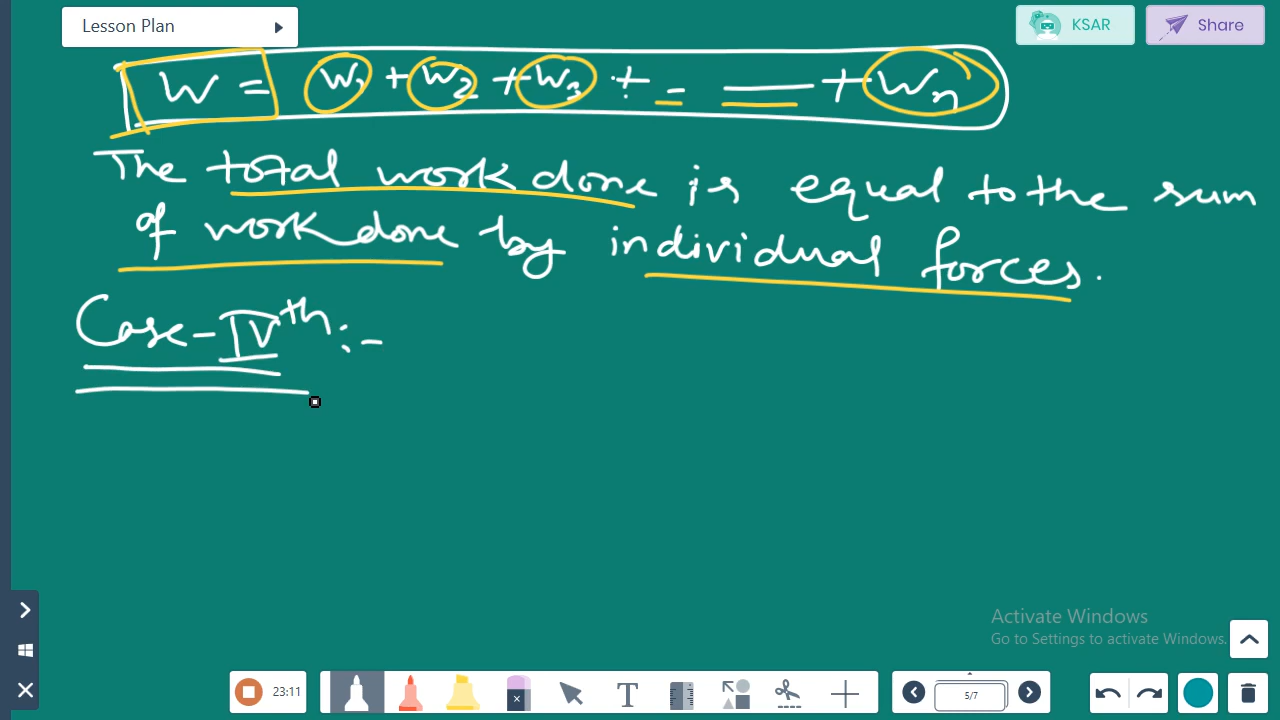 Lesson Plan
KSAR
Share
W = W₁ + W₂ + W₃ + - — + Wₙ
The total work done is equal to the sum
of work done by individual forces.
Case - IVth : -
Activate Windows
Go to Settings to activate Windows.
23:11
T
5/7